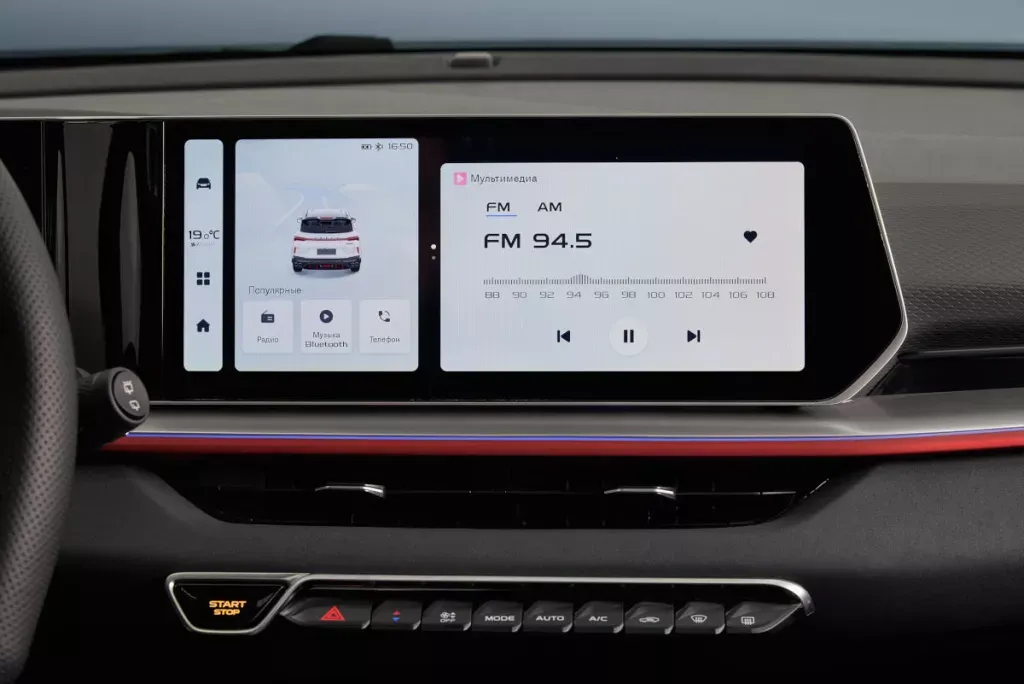 16:50
19.0°C
Популярные
Радио
Музыка
Bluetooth
Телефон
Мультимедиа
FM AM
FM 94.5
88 90 92 94 96 98 100 102 104 106 108
START
STOP
OFF
MODE
AUTO
A/C